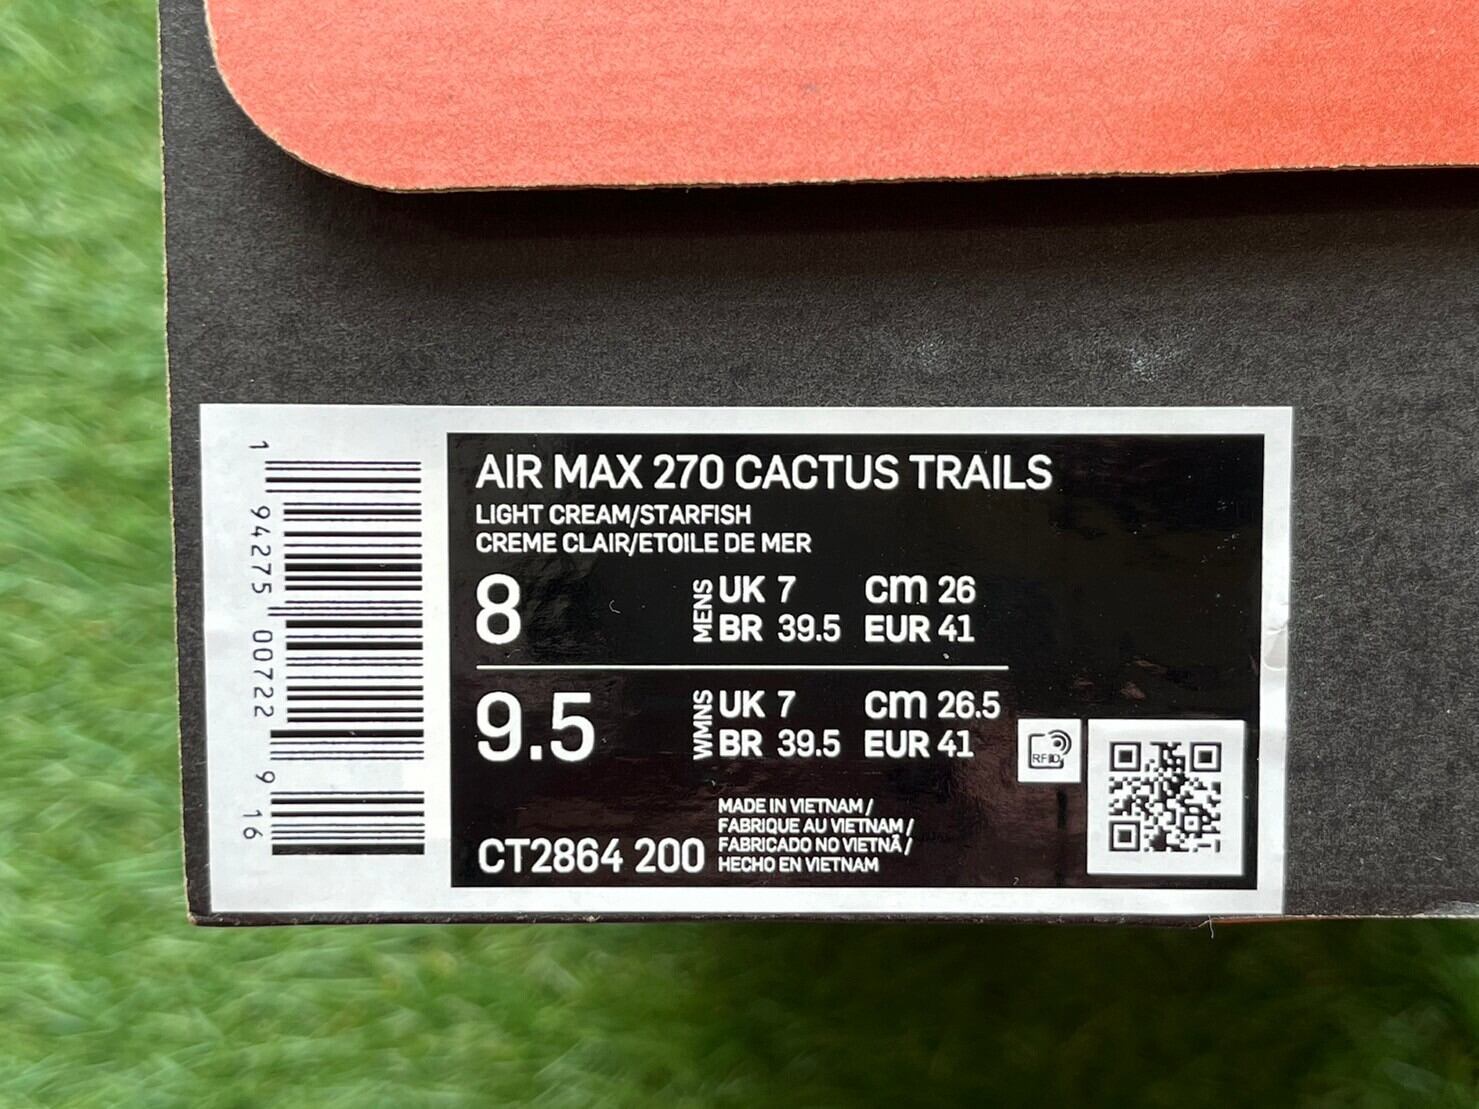 AIR MAX 270 CACTUS TRAILS
LIGHT CREAM/STARFISH
CREME CLAIR/ETOILE DE MER
8
MENS
UK 7 cm 26
BR 39.5 EUR 41
9.5
WMNS
UK 7 cm 26.5
BR 39.5 EUR 41
RFID
CT2864 200
MADE IN VIETNAM /
FABRIQUE AU VIETNAM /
FABRICADO NO VIETNÃ /
HECHO EN VIETNAM
1 94275 00722 9 16